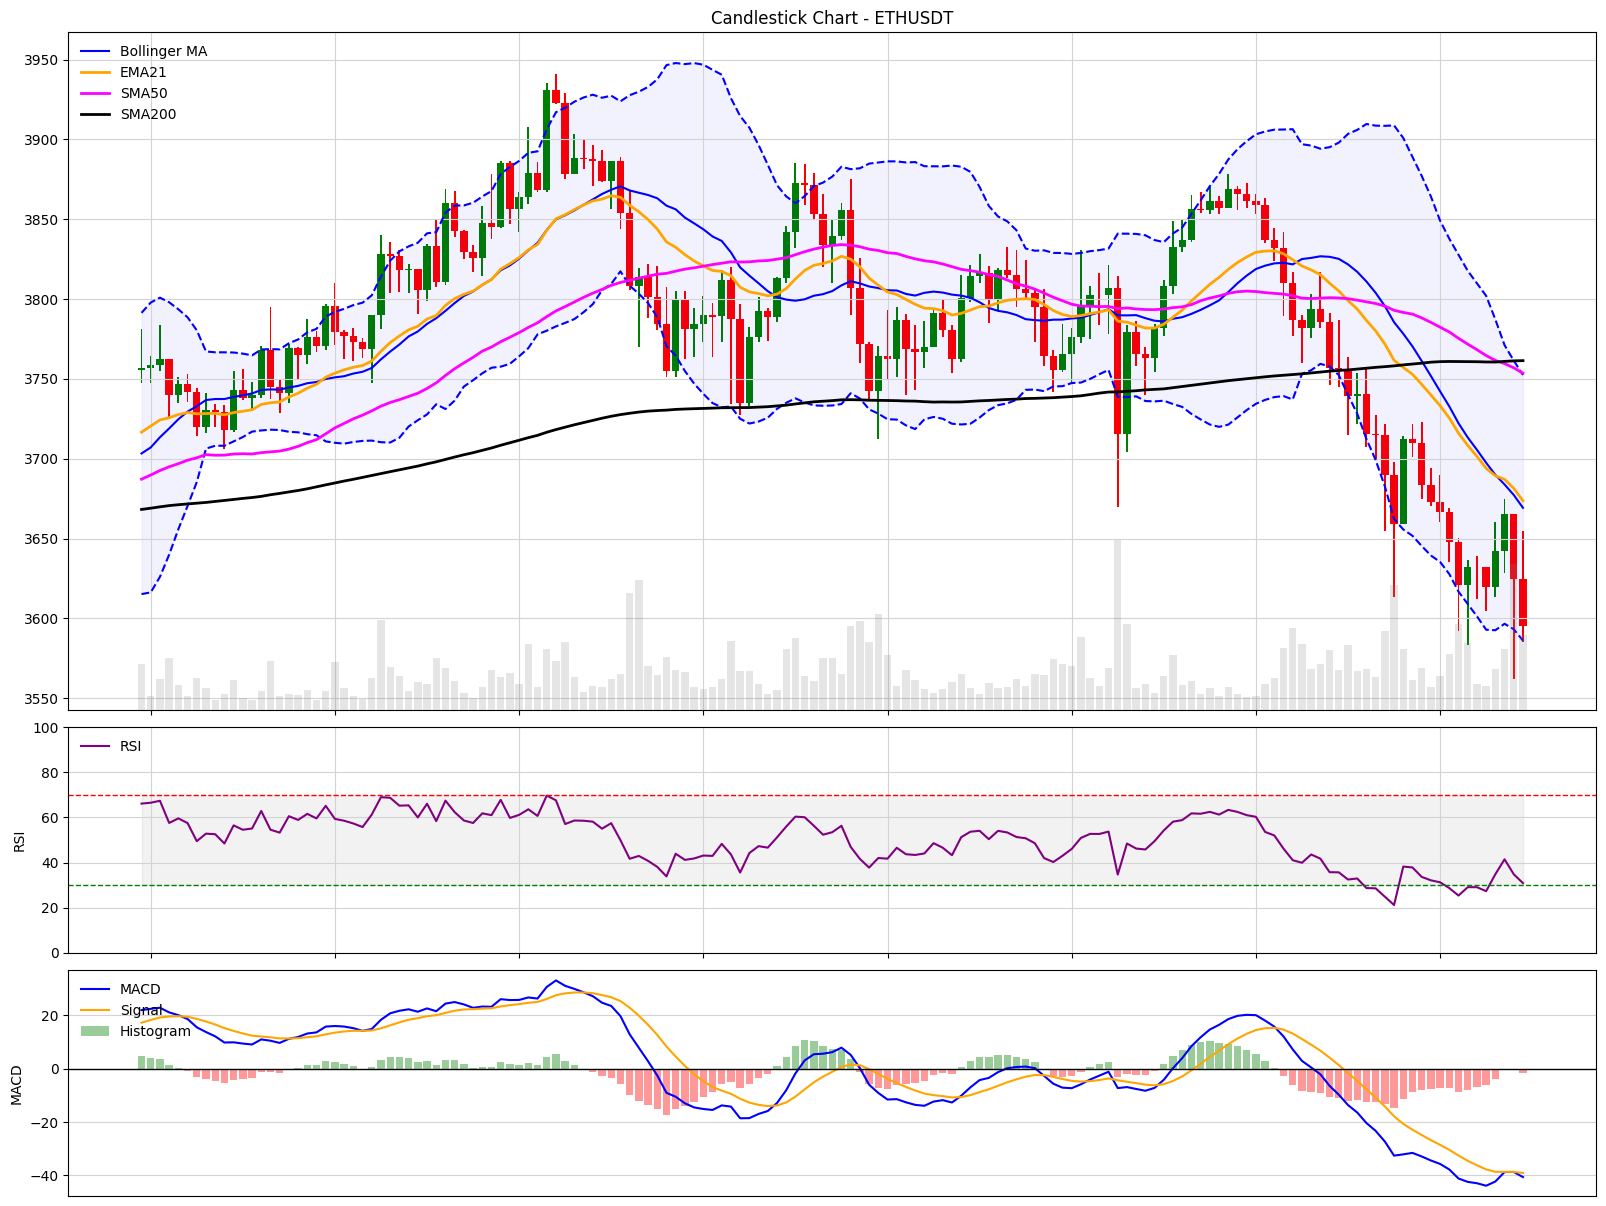 Candlestick Chart - ETHUSDT
Bollinger MA
EMA21
SMA50
SMA200
3950
3900
3850
3800
3750
3700
3650
3600
3550
RSI
RSI
100
80
60
40
20
0
MACD
Signal
Histogram
MACD
20
0
−20
−40